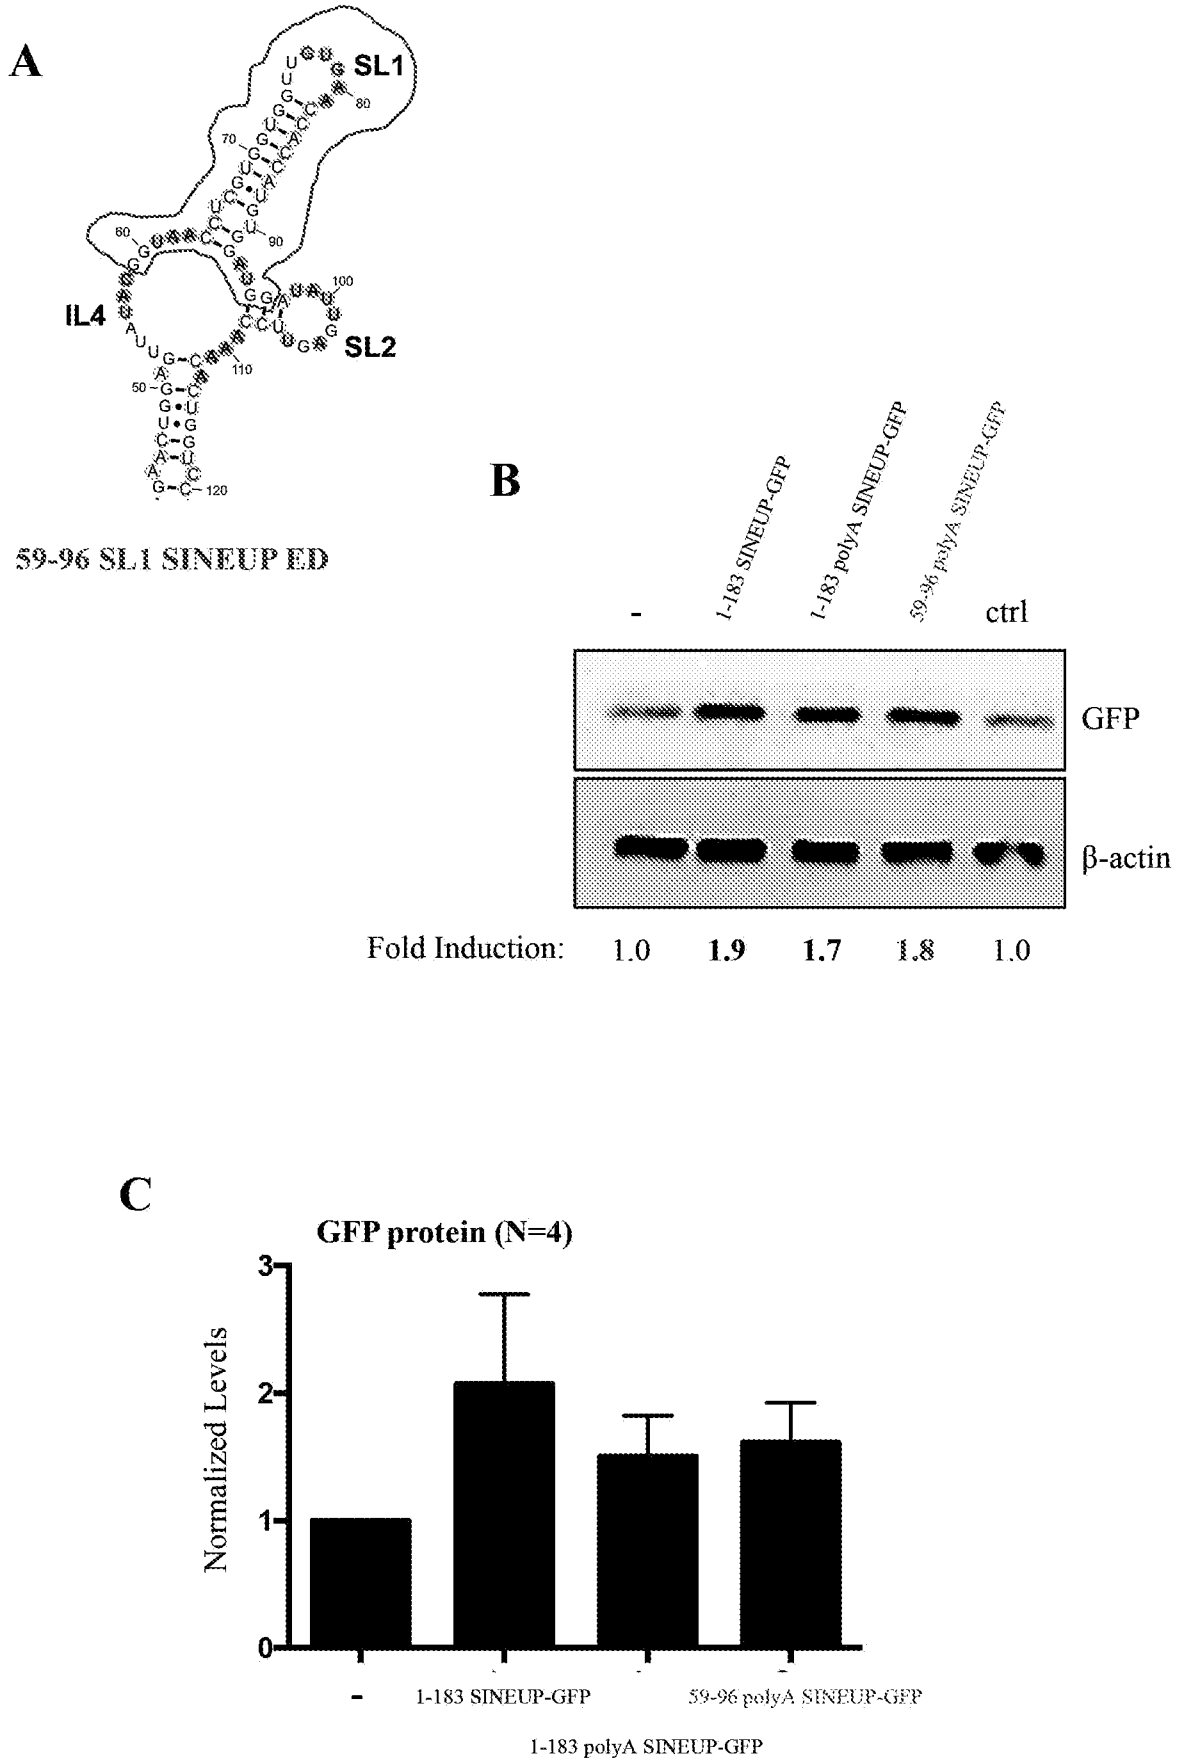 A
SL1
80
70
60
90
100
IL4
SL2
110
50
120
59-96 SL1 SINEUP ED
B
- 1-183 SINEUP-GFP 1-183 polyA SINEUP-GFP 59-96 polyA SINEUP-GFP ctrl
GFP
β-actin
Fold Induction: 1.0 1.9 1.7 1.8 1.0
C
GFP protein (N=4)
Normalized Levels
3
2
1
0
- 1-183 SINEUP-GFP 59-96 polyA SINEUP-GFP
1-183 polyA SINEUP-GFP